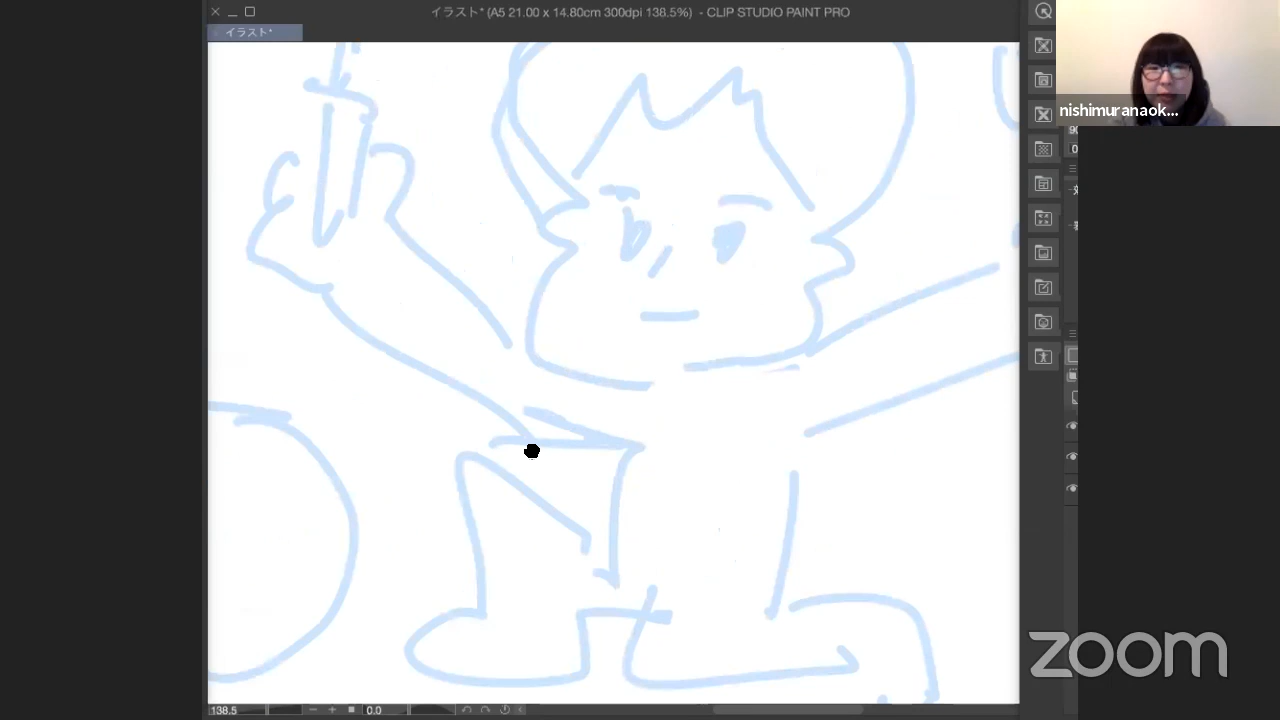 イラスト* (A5 21.00 x 14.80cm 300dpi 138.5%) - CLIP STUDIO PAINT PRO
イラスト*
nishimuranaok...
138.5
0.0
zoom